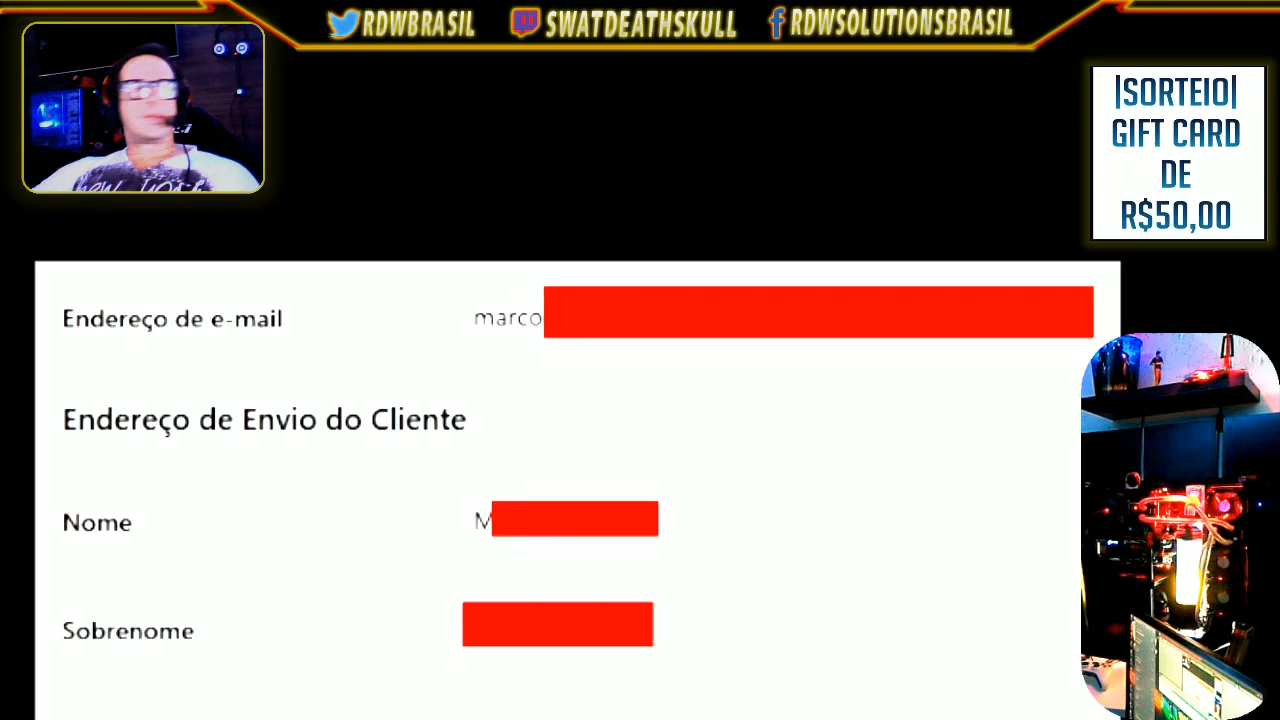 RDWBRASIL SWATDEATHSKULL RDWSOLUTIONSBRASIL
|SORTEIO|
GIFT CARD
DE
R$50,00
Endereço de e-mail marco
Endereço de Envio do Cliente
Nome M
Sobrenome